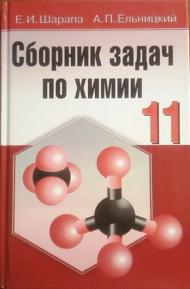 Е.И. Шарапа А.П. Ельницкий
Сборник задач
по химии
11